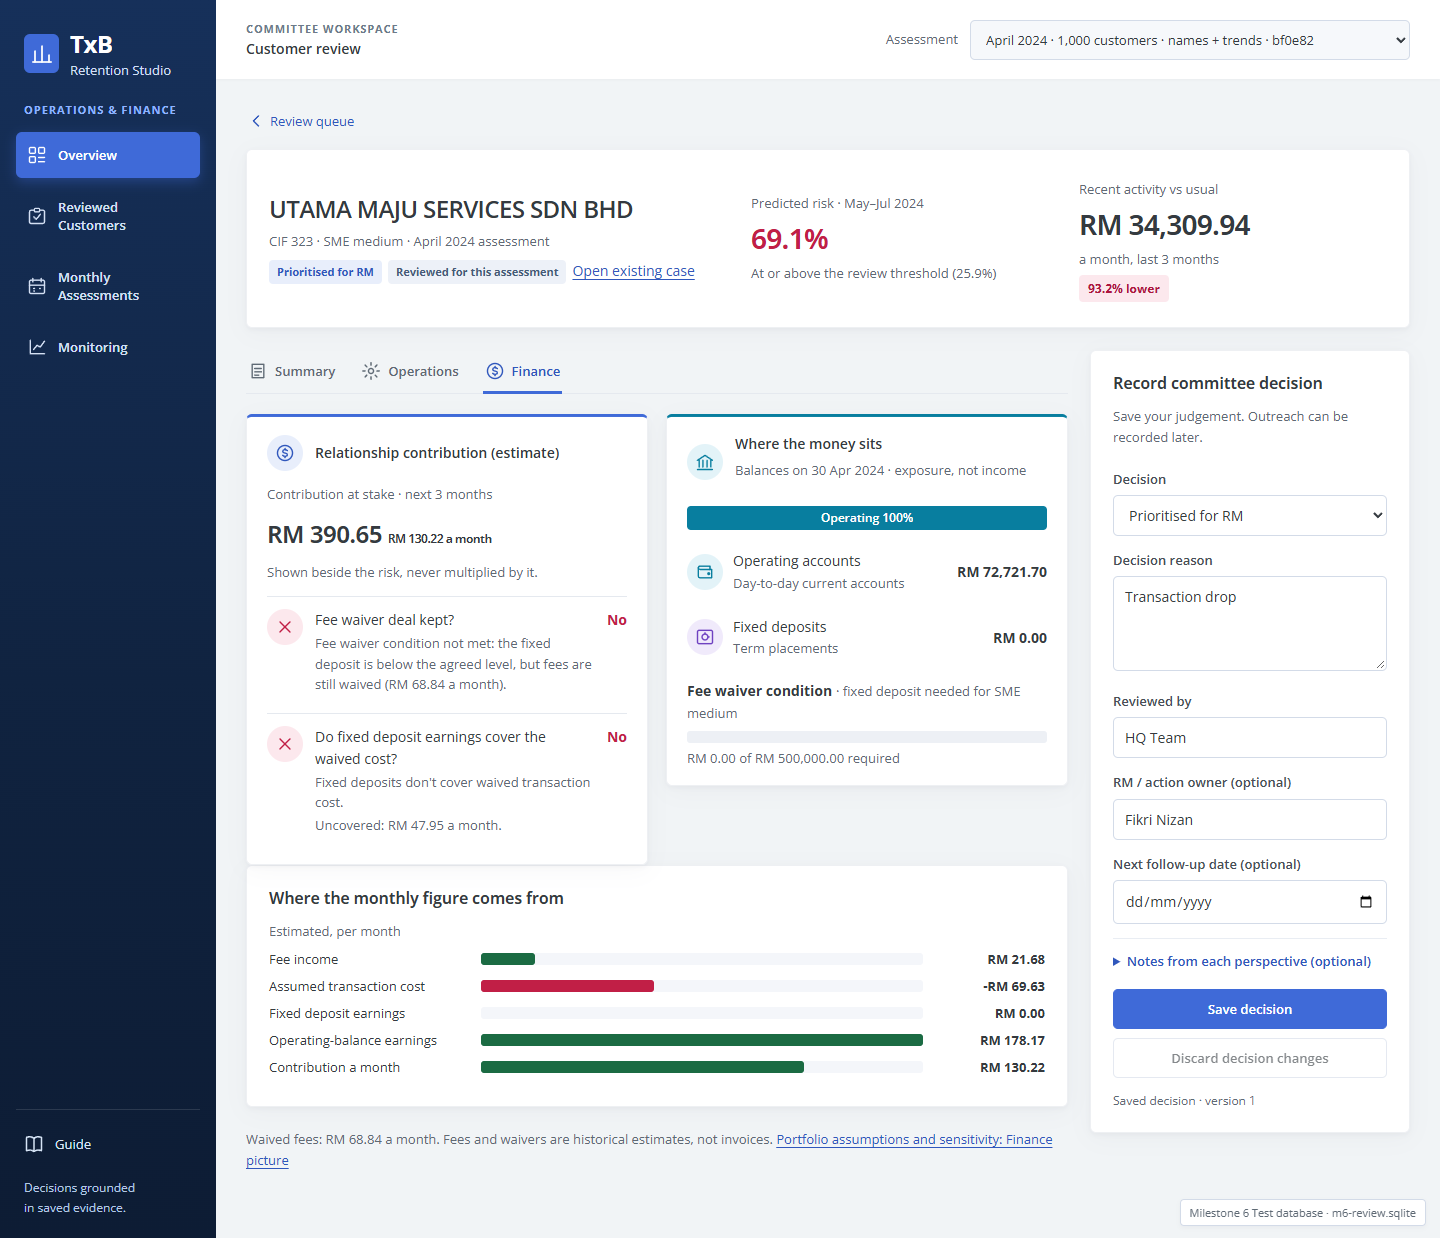 TxB
Retention Studio
OPERATIONS & FINANCE
Overview
Reviewed
Customers
Monthly
Assessments
Monitoring
Guide
Decisions grounded
in saved evidence.
COMMITTEE WORKSPACE
Customer review
Assessment
April 2024 · 1,000 customers · names + trends · bf0e82
Review queue
UTAMA MAJU SERVICES SDN BHD
CIF 323 · SME medium · April 2024 assessment
Prioritised for RM
Reviewed for this assessment
Open existing case
Predicted risk · May–Jul 2024
69.1%
At or above the review threshold (25.9%)
Recent activity vs usual
RM 34,309.94
a month, last 3 months
93.2% lower
Summary
Operations
Finance
Relationship contribution (estimate)
Contribution at stake · next 3 months
RM 390.65 RM 130.22 a month
Shown beside the risk, never multiplied by it.
Fee waiver deal kept? No
Fee waiver condition not met: the fixed
deposit is below the agreed level, but fees are
still waived (RM 68.84 a month).
Do fixed deposit earnings cover the No
waived cost?
Fixed deposits don't cover waived transaction
cost.
Uncovered: RM 47.95 a month.
Where the money sits
Balances on 30 Apr 2024 · exposure, not income
Operating 100%
Operating accounts
Day-to-day current accounts
RM 72,721.70
Fixed deposits
Term placements
RM 0.00
Fee waiver condition · fixed deposit needed for SME
medium
RM 0.00 of RM 500,000.00 required
Where the monthly figure comes from
Estimated, per month
Fee income RM 21.68
Assumed transaction cost -RM 69.63
Fixed deposit earnings RM 0.00
Operating-balance earnings RM 178.17
Contribution a month RM 130.22
Waived fees: RM 68.84 a month. Fees and waivers are historical estimates, not invoices. Portfolio assumptions and sensitivity: Finance
picture
Record committee decision
Save your judgement. Outreach can be
recorded later.
Decision
Prioritised for RM
Decision reason
Transaction drop
Reviewed by
HQ Team
RM / action owner (optional)
Fikri Nizan
Next follow-up date (optional)
dd/mm/yyyy
Notes from each perspective (optional)
Save decision
Discard decision changes
Saved decision · version 1
Milestone 6 Test database · m6-review.sqlite